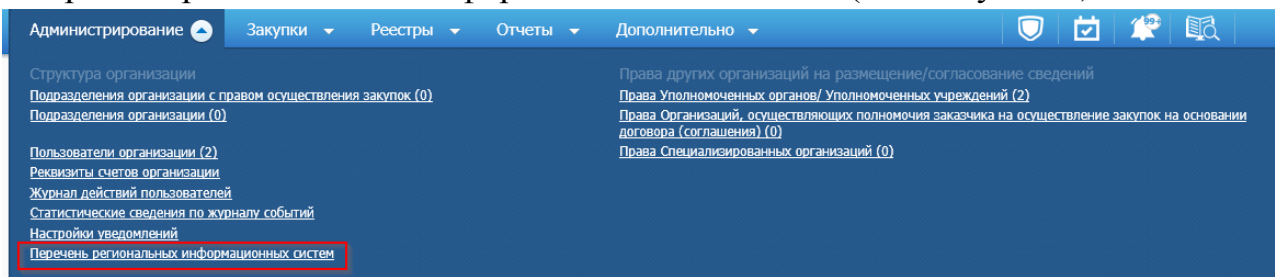 Администрирование Закупки Реестры Отчеты Дополнительно 99+
Структура организации
Подразделения организации с правом осуществления закупок (0)
Подразделения организации (0)
Пользователи организации (2)
Реквизиты счетов организации
Журнал действий пользователей
Статистические сведения по журналу событий
Настройки уведомлений
Перечень региональных информационных систем
Права других организаций на размещение/согласование сведений
Права Уполномоченных органов/ Уполномоченных учреждений (2)
Права Организаций, осуществляющих полномочия заказчика на осуществление закупок на основании
договора (соглашения) (0)
Права Специализированных организаций (0)